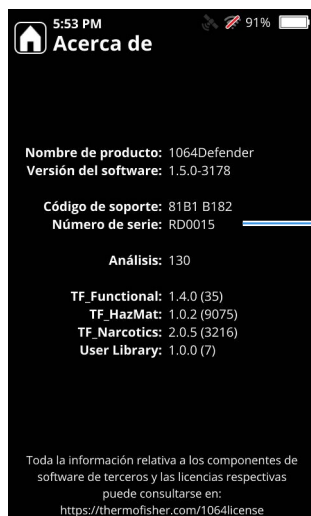 5:53 PM
91%
Acerca de
Nombre de producto: 1064Defender
Versión del software: 1.5.0-3178
Código de soporte: 81B1 B182
Número de serie: RD0015
Análisis: 130
TF_Functional: 1.4.0 (35)
TF_HazMat: 1.0.2 (9075)
TF_Narcotics: 2.0.5 (3216)
User Library: 1.0.0 (7)
Toda la información relativa a los componentes de
software de terceros y las licencias respectivas
puede consultarse en:
https://thermofisher.com/1064license